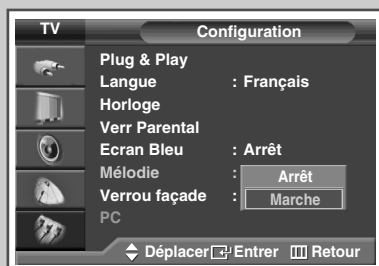 TV Configuration
Plug & Play
Langue : Français
Horloge
Verr Parental
Ecran Bleu : Arrêt
Mélodie : Arrêt
Verrou façade : Marche
PC
Déplacer Entrer Retour